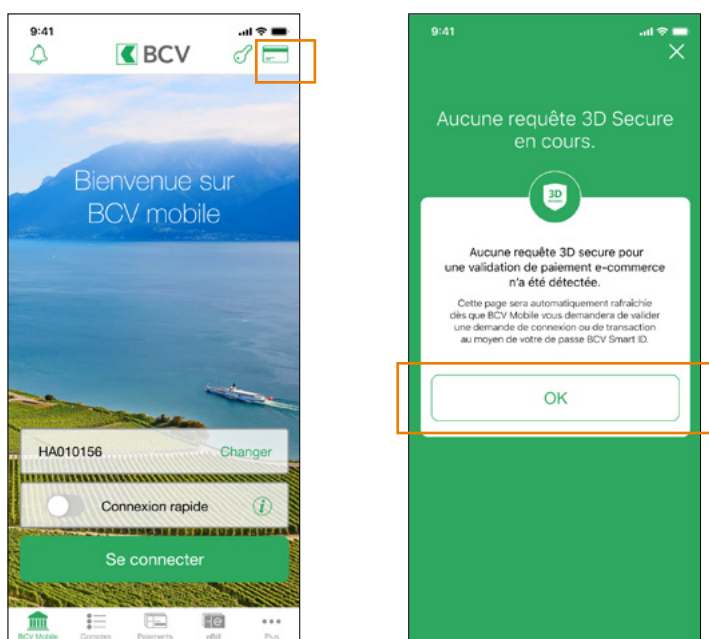 9:41
BCV
Bienvenue sur
BCV mobile
HA010156
Changer
Connexion rapide
i
Se connecter
BCV Mobile
Comptes
Paiements
eBill
Plus
9:41
Aucune requête 3D Secure
en cours.
3D
Aucune requête 3D secure pour
une validation de paiement e-commerce
n'a été détectée.
Cette page sera automatiquement rafraîchie
dès que BCV Mobile vous demandera de valider
une demande de connexion ou de transaction
au moyen de votre de passe BCV Smart ID.
OK